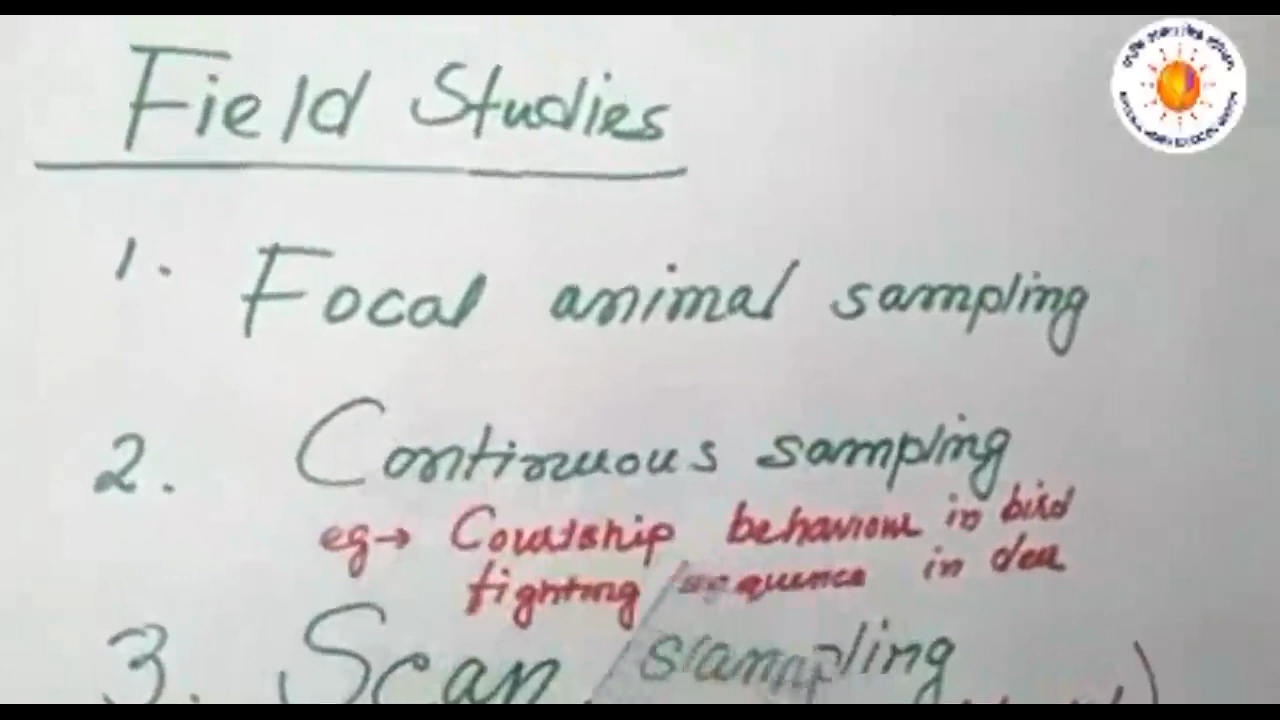 Field Studies
1. Focal animal sampling
2. Continuous sampling
eg→ Courtship behaviour in bird
fighting sequence in deer
3. Scan sampling